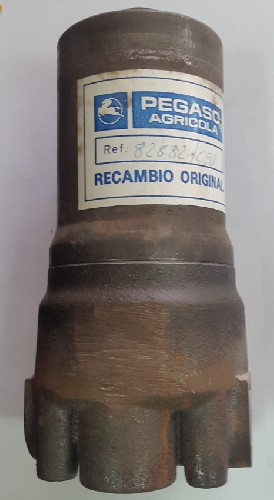 PEGASO
AGRICOLA
Ref.
RECAMBIO ORIGINAL